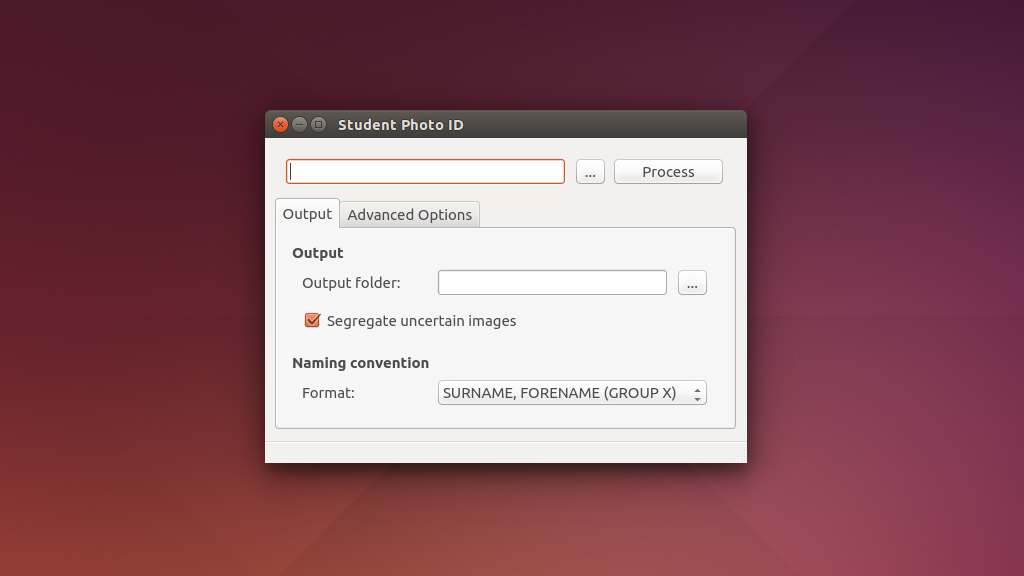 Student Photo ID
... Process
Output Advanced Options
Output
Output folder: ...
Segregate uncertain images
Naming convention
Format: SURNAME, FORENAME (GROUP X)